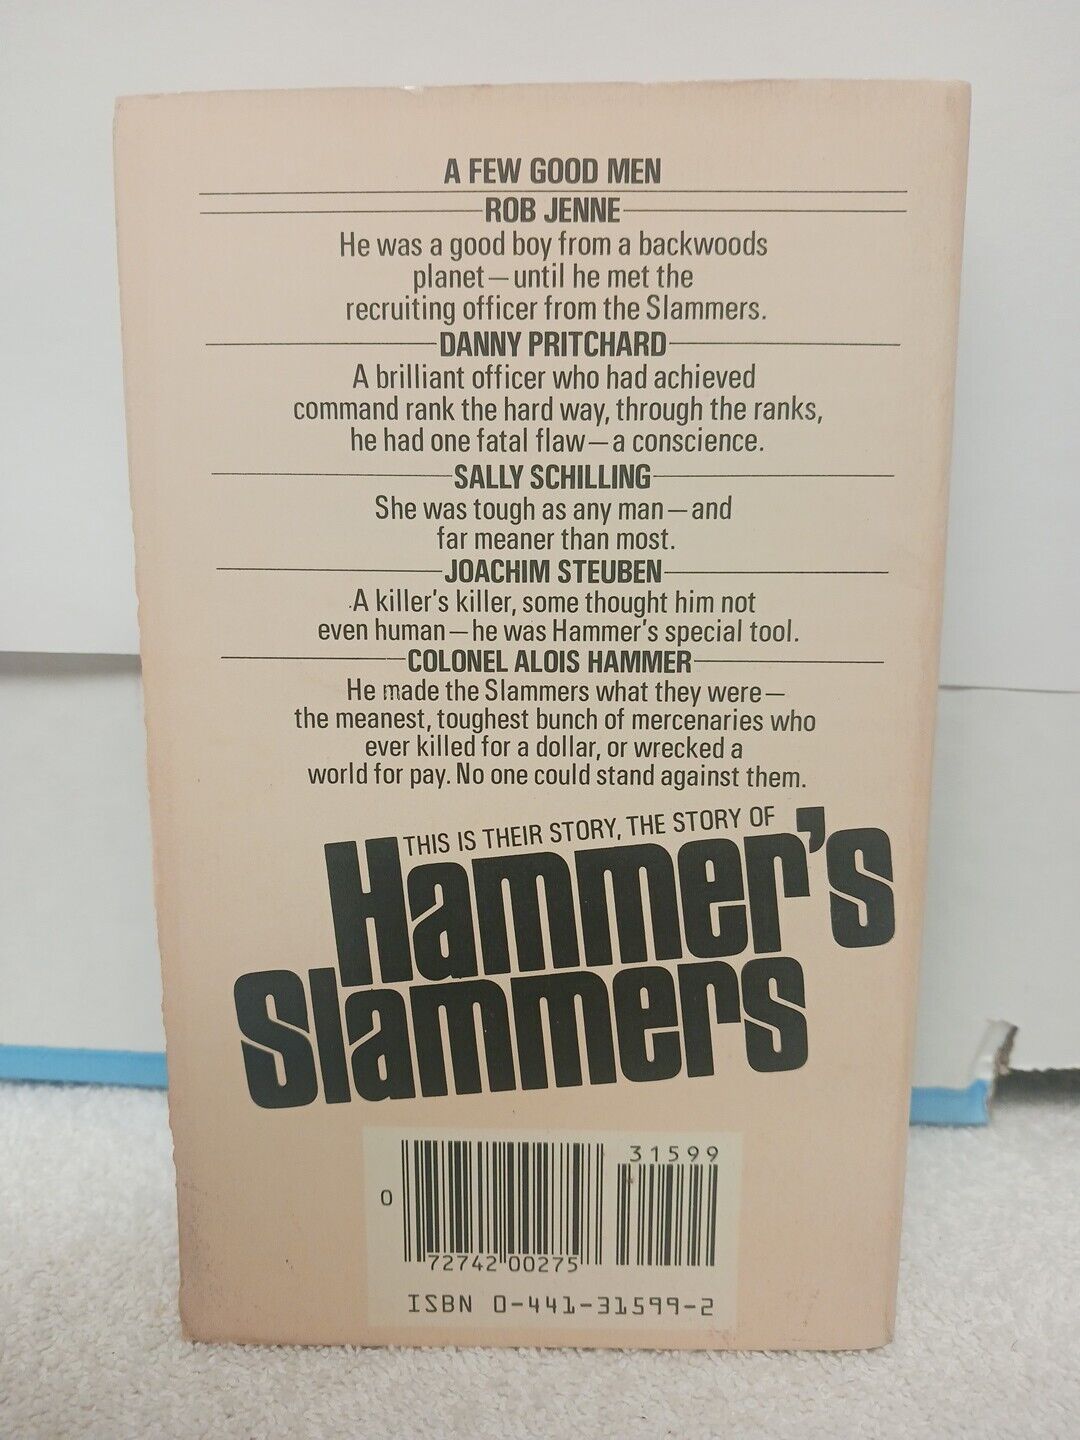 A FEW GOOD MEN
ROB JENNE
He was a good boy from a backwoods
planet—until he met the
recruiting officer from the Slammers.
DANNY PRITCHARD
A brilliant officer who had achieved
command rank the hard way, through the ranks,
he had one fatal flaw—a conscience.
SALLY SCHILLING
She was tough as any man—and
far meaner than most.
JOACHIM STEUBEN
A killer's killer, some thought him not
even human—he was Hammer's special tool.
COLONEL ALOIS HAMMER
He made the Slammers what they were—
the meanest, toughest bunch of mercenaries who
ever killed for a dollar, or wrecked a
world for pay. No one could stand against them.
THIS IS THEIR STORY, THE STORY OF
Hammer's
Slammers
31599
0
72742 00275
ISBN 0-441-31599-2